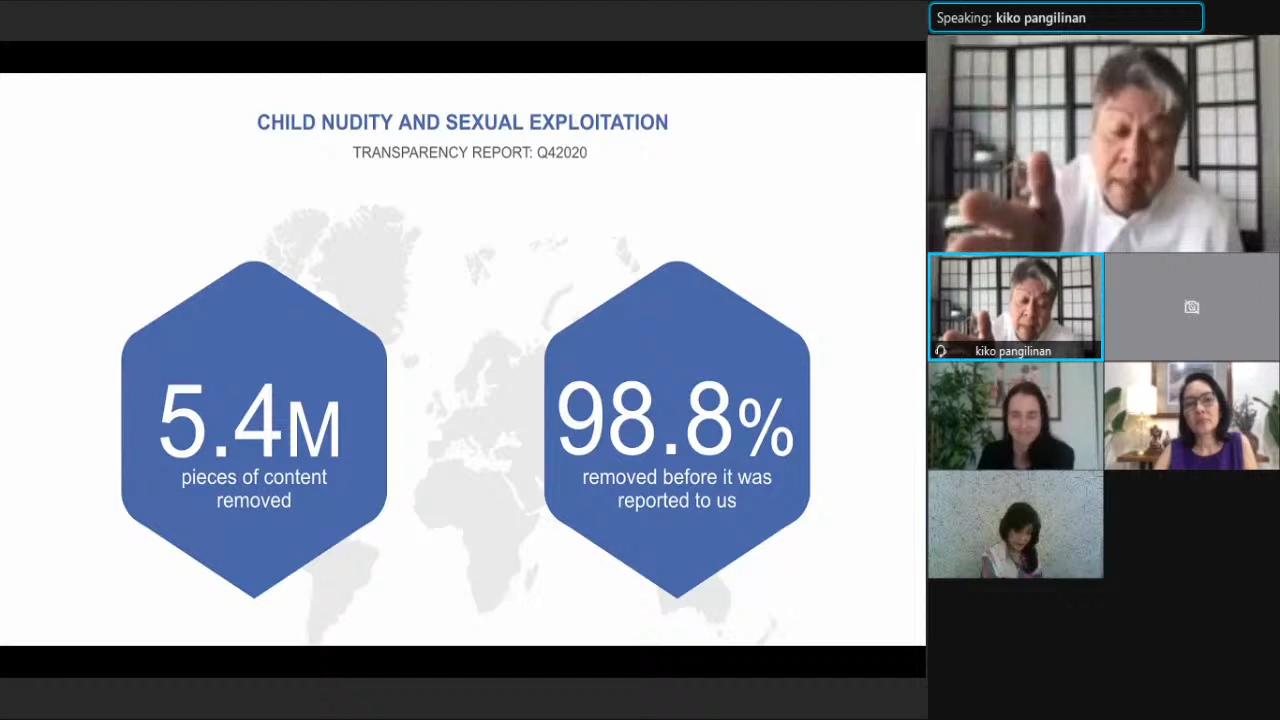 Speaking: kiko pangilinan
CHILD NUDITY AND SEXUAL EXPLOITATION
TRANSPARENCY REPORT: Q42020
5.4M
pieces of content
removed
98.8%
removed before it was
reported to us
kiko pangilinan